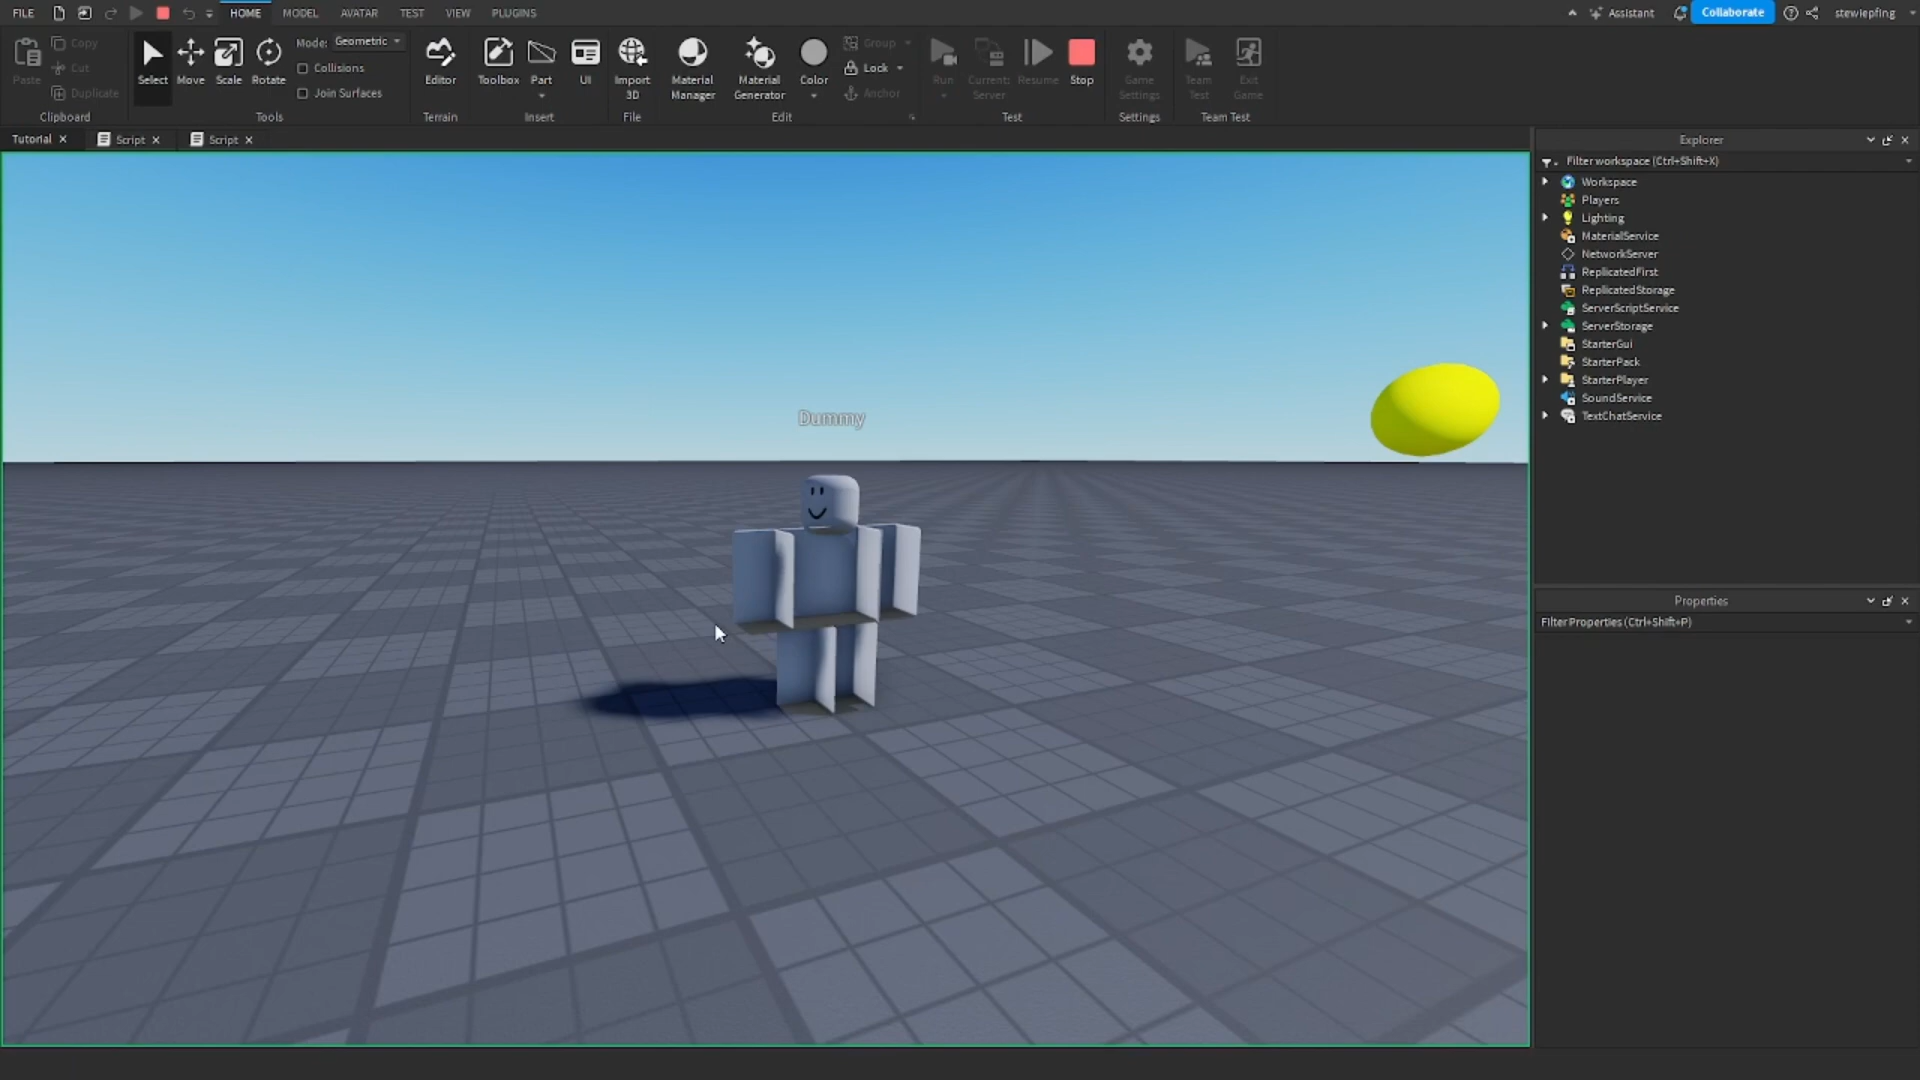 FILE HOME MODEL AVATAR TEST VIEW PLUGINS Assistant Collaborate stewiepfing
Paste Copy Cut Duplicate
Clipboard
Select Move Scale Rotate
Mode: Geometric
Collisions
Join Surfaces
Tools
Editor
Terrain
Toolbox Part UI
Insert
Import 3D
File
Material Manager Material Generator Color
Group
Lock
Anchor
Edit
Run Current: Server Resume Stop
Test
Game Settings
Settings
Team Test Exit Game
Team Test
Tutorial Script Script
Dummy
Explorer
Filter workspace (Ctrl+Shift+X)
Workspace
Players
Lighting
MaterialService
NetworkServer
ReplicatedFirst
ReplicatedStorage
ServerScriptService
ServerStorage
StarterGui
StarterPack
StarterPlayer
SoundService
TextChatService
Properties
Filter Properties (Ctrl+Shift+P)